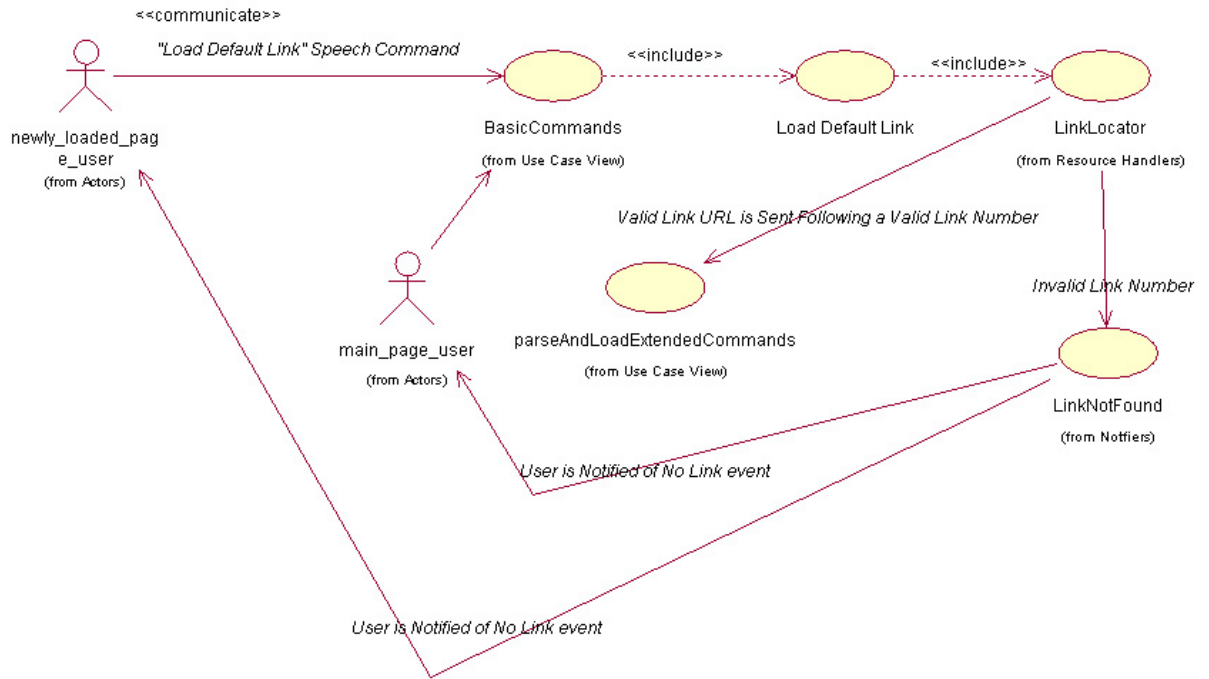 <<communicate>>
"Load Default Link" Speech Command
<<include>>
<<include>>
newly_loaded_pag
e_user
(from Actors)
BasicCommands
(from Use Case View)
Load Default Link
LinkLocator
(from Resource Handlers)
Valid Link URL is Sent Following a Valid Link Number
Invalid Link Number
main_page_user
(from Actors)
parseAndLoadExtendedCommands
(from Use Case View)
LinkNotFound
(from Notfiers)
User is Notified of No Link event
User is Notified of No Link event